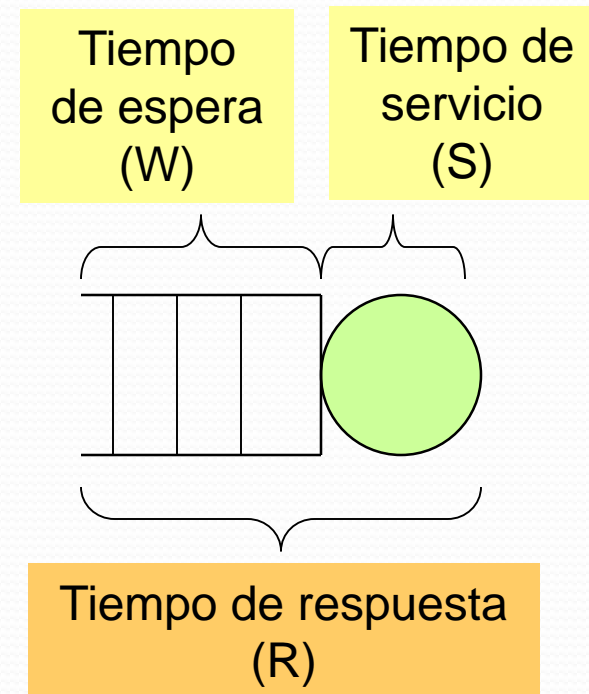 Tiempo
de espera
(W)
Tiempo de
servicio
(S)
Tiempo de respuesta
(R)